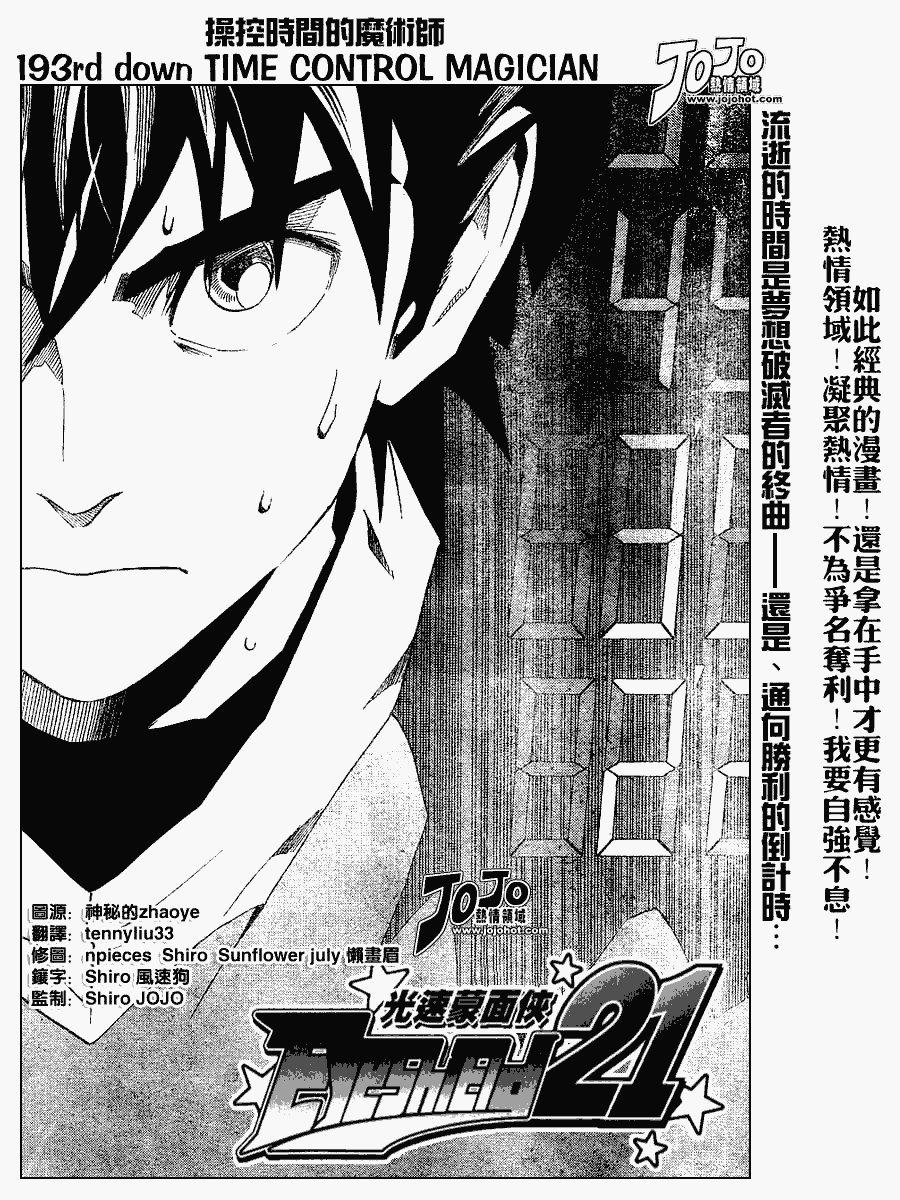 操控時間的魔術師
193rd down TIME CONTROL MAGICIAN
JOJO
熱情領域
www.jojohot.com
如此經典的漫畫！還是拿在手中才更有感覺！
熱情領域！凝聚熱情！不為爭名奪利！我要自強不息！
流逝的時間是夢想破滅者的終曲——還是、通向勝利的倒計時…
JOJO
熱情領域
www.jojohot.com
圖源：神秘的zhaoye
翻譯：tennyliu33
修圖：npieces Shiro Sunflower july 懶畫眉
鑲字：Shiro 風速狗
監制：Shiro JOJO
光速蒙面俠
Eyeshield 21